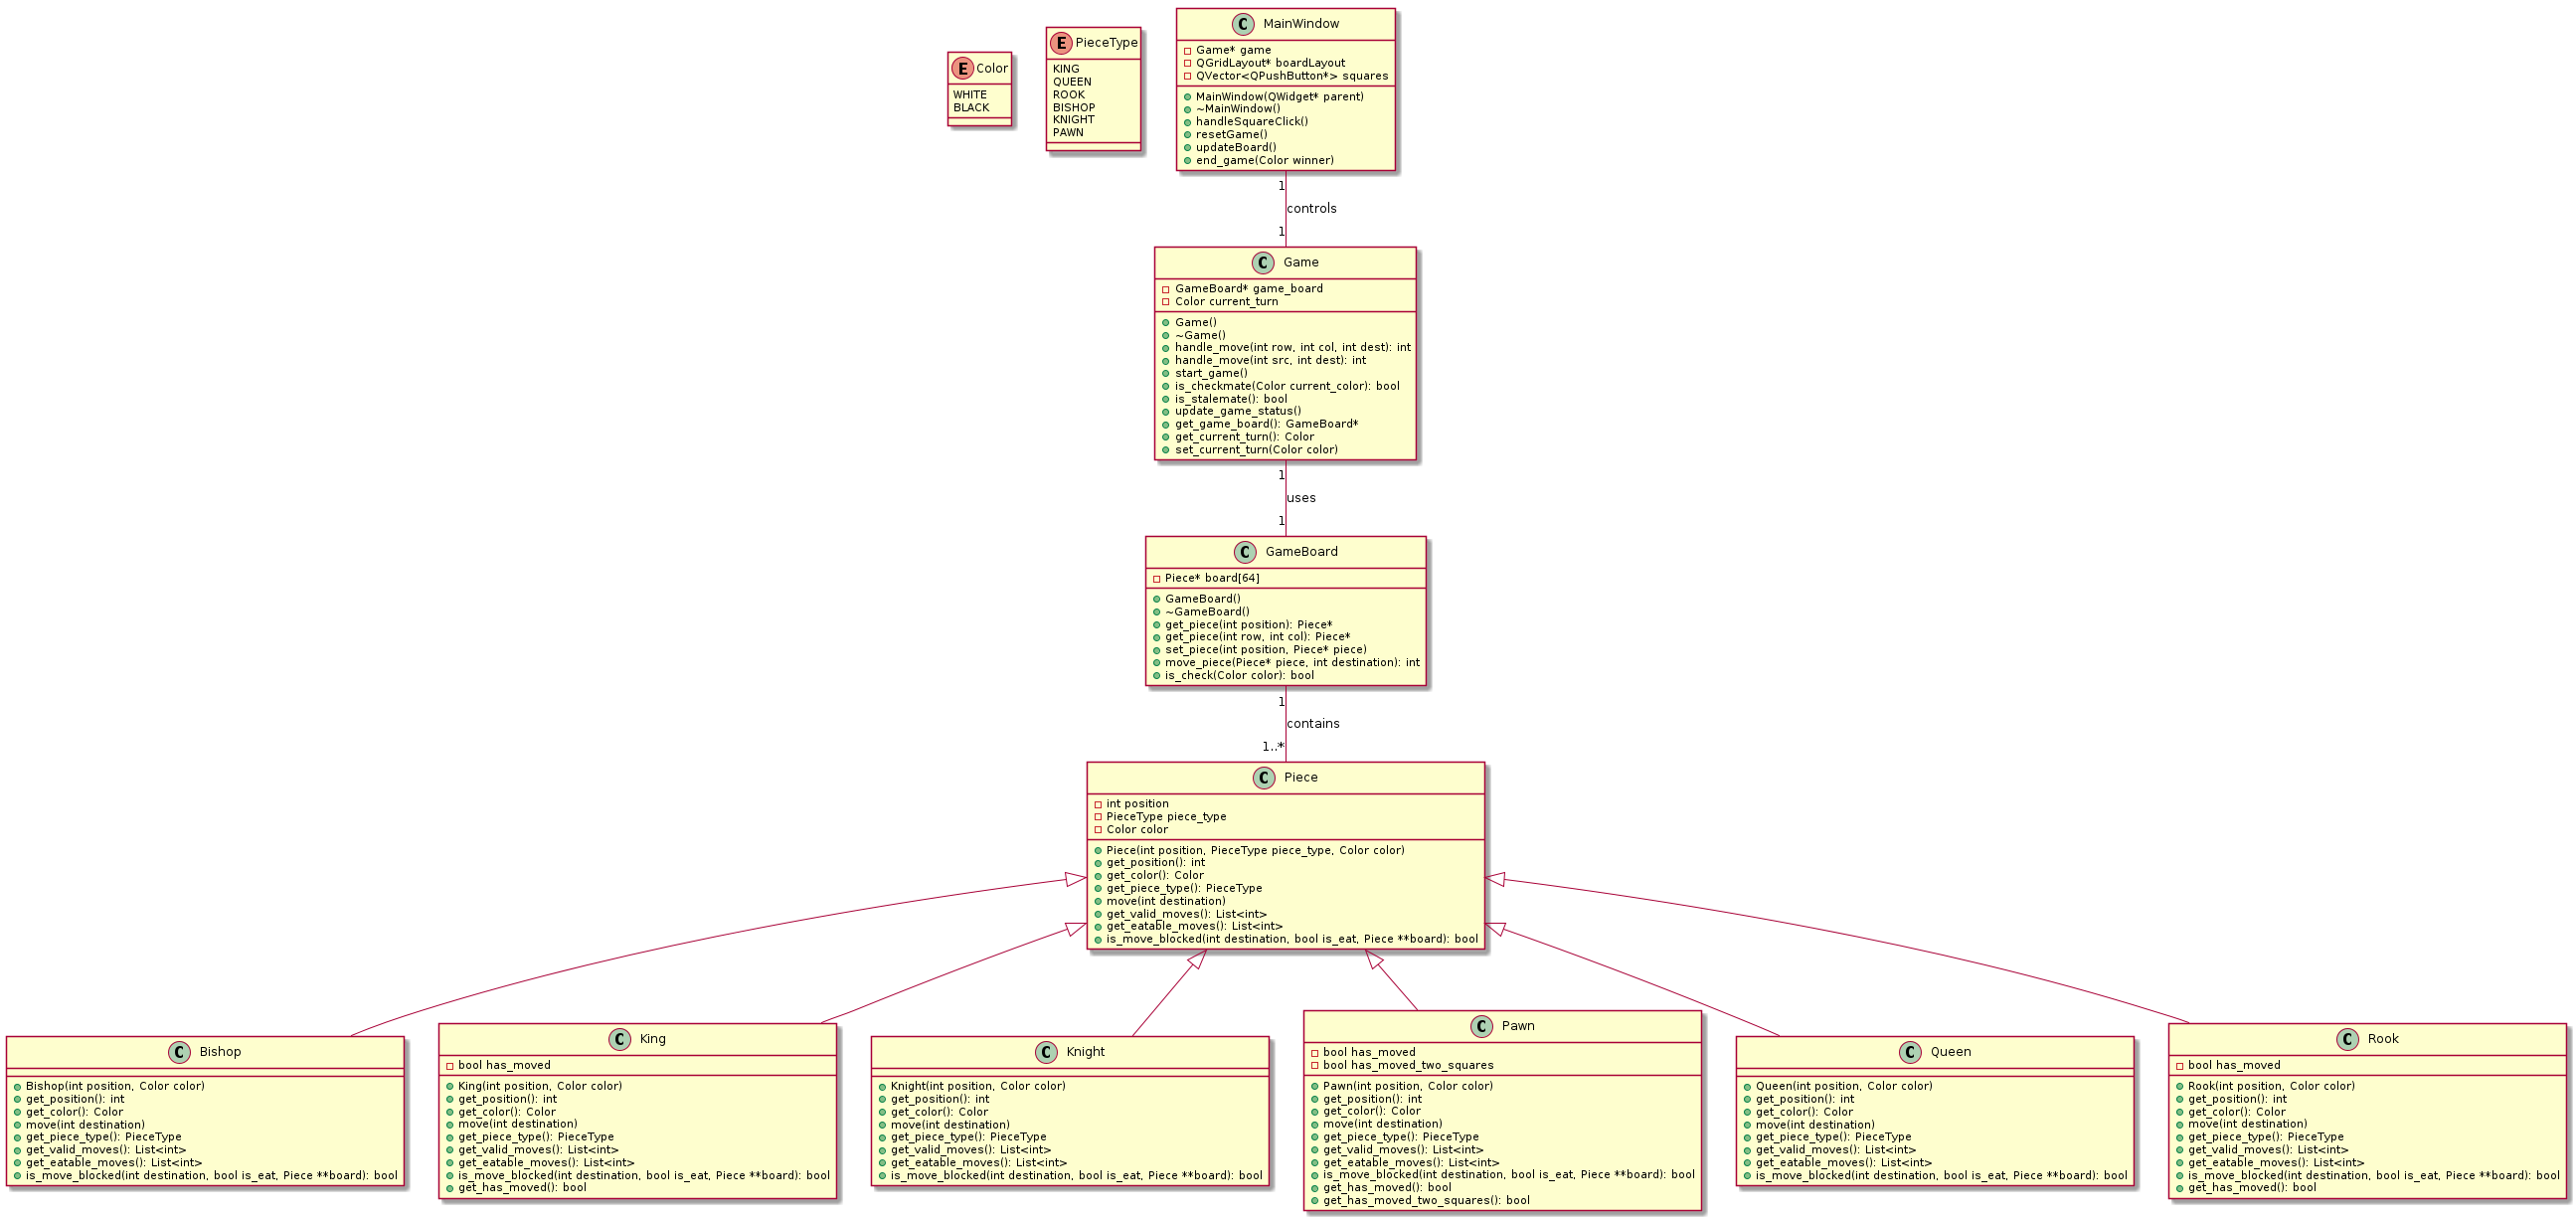 E Color
WHITE
BLACK
E PieceType
KING
QUEEN
ROOK
BISHOP
KNIGHT
PAWN
C MainWindow
Game* game
QGridLayout* boardLayout
QVector<QPushButton*> squares
MainWindow(QWidget* parent)
~MainWindow()
handleSquareClick()
resetGame()
updateBoard()
end_game(Color winner)
1
controls
1
C Game
GameBoard* game_board
Color current_turn
Game()
~Game()
handle_move(int row, int col, int dest): int
handle_move(int src, int dest): int
start_game()
is_checkmate(Color current_color): bool
is_stalemate(): bool
update_game_status()
get_game_board(): GameBoard*
get_current_turn(): Color
set_current_turn(Color color)
1
uses
1
C GameBoard
Piece* board[64]
GameBoard()
~GameBoard()
get_piece(int position): Piece*
get_piece(int row, int col): Piece*
set_piece(int position, Piece* piece)
move_piece(Piece* piece, int destination): int
is_check(Color color): bool
1
contains
1..*
C Piece
int position
PieceType piece_type
Color color
Piece(int position, PieceType piece_type, Color color)
get_position(): int
get_color(): Color
get_piece_type(): PieceType
move(int destination)
get_valid_moves(): List<int>
get_eatable_moves(): List<int>
is_move_blocked(int destination, bool is_eat, Piece **board): bool
C Bishop
Bishop(int position, Color color)
get_position(): int
get_color(): Color
move(int destination)
get_piece_type(): PieceType
get_valid_moves(): List<int>
get_eatable_moves(): List<int>
is_move_blocked(int destination, bool is_eat, Piece **board): bool
C King
bool has_moved
King(int position, Color color)
get_position(): int
get_color(): Color
move(int destination)
get_piece_type(): PieceType
get_valid_moves(): List<int>
get_eatable_moves(): List<int>
is_move_blocked(int destination, bool is_eat, Piece **board): bool
get_has_moved(): bool
C Knight
Knight(int position, Color color)
get_position(): int
get_color(): Color
move(int destination)
get_piece_type(): PieceType
get_valid_moves(): List<int>
get_eatable_moves(): List<int>
is_move_blocked(int destination, bool is_eat, Piece **board): bool
C Pawn
bool has_moved
bool has_moved_two_squares
Pawn(int position, Color color)
get_position(): int
get_color(): Color
move(int destination)
get_piece_type(): PieceType
get_valid_moves(): List<int>
get_eatable_moves(): List<int>
is_move_blocked(int destination, bool is_eat, Piece **board): bool
get_has_moved(): bool
get_has_moved_two_squares(): bool
C Queen
Queen(int position, Color color)
get_position(): int
get_color(): Color
move(int destination)
get_piece_type(): PieceType
get_valid_moves(): List<int>
get_eatable_moves(): List<int>
is_move_blocked(int destination, bool is_eat, Piece **board): bool
C Rook
bool has_moved
Rook(int position, Color color)
get_position(): int
get_color(): Color
move(int destination)
get_piece_type(): PieceType
get_valid_moves(): List<int>
get_eatable_moves(): List<int>
is_move_blocked(int destination, bool is_eat, Piece **board): bool
get_has_moved(): bool